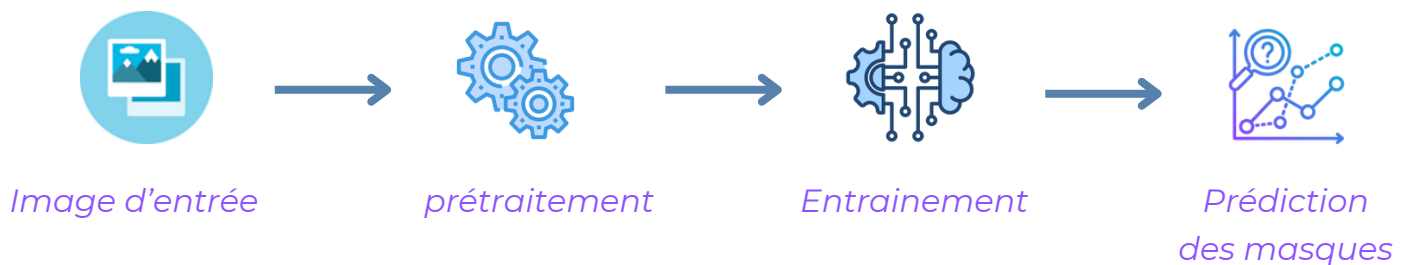 ?
Image d’entrée
prétraitement
Entrainement
Prédiction
des masques